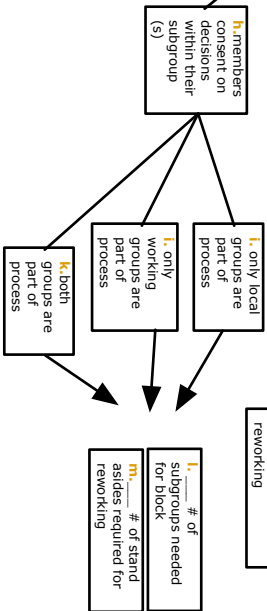 h.members
consent on
decisions
within their
subgroup
(s)
i. only local
groups are
part of
process
i. only
working
groups are
part of
process
k.both
groups are
part of
process
reworking
l. ___ # of
subgroups needed
for block
m.___ # of stand
asides required for
reworking